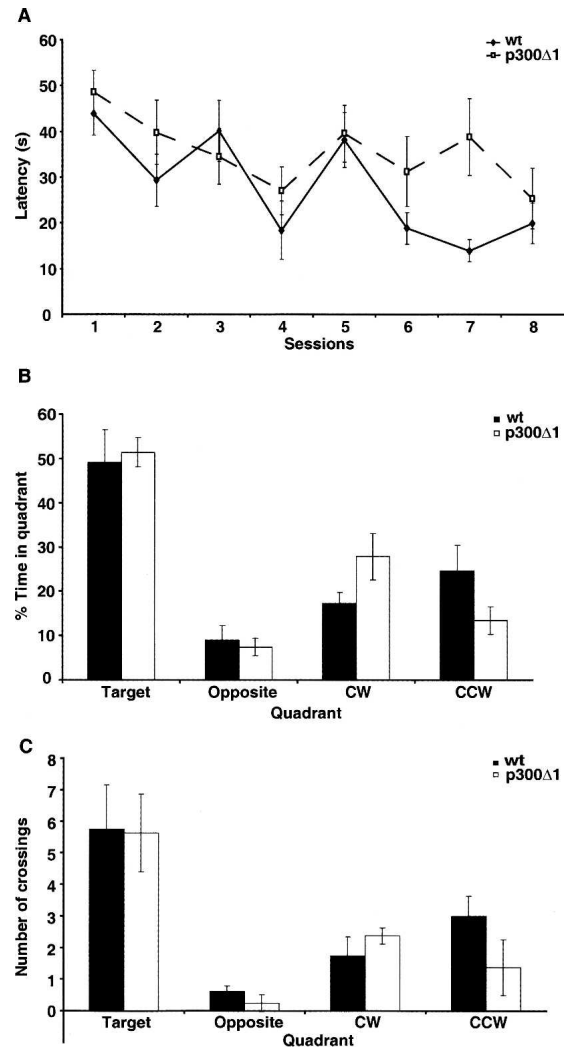 A
wt
p300Δ1
Latency (s)
60
50
40
30
20
10
0
1 2 3 4 5 6 7 8
Sessions
B
wt
p300Δ1
% Time in quadrant
60
50
40
30
20
10
0
Target Opposite CW CCW
Quadrant
C
wt
p300Δ1
Number of crossings
8
7
6
5
4
3
2
1
0
Target Opposite CW CCW
Quadrant